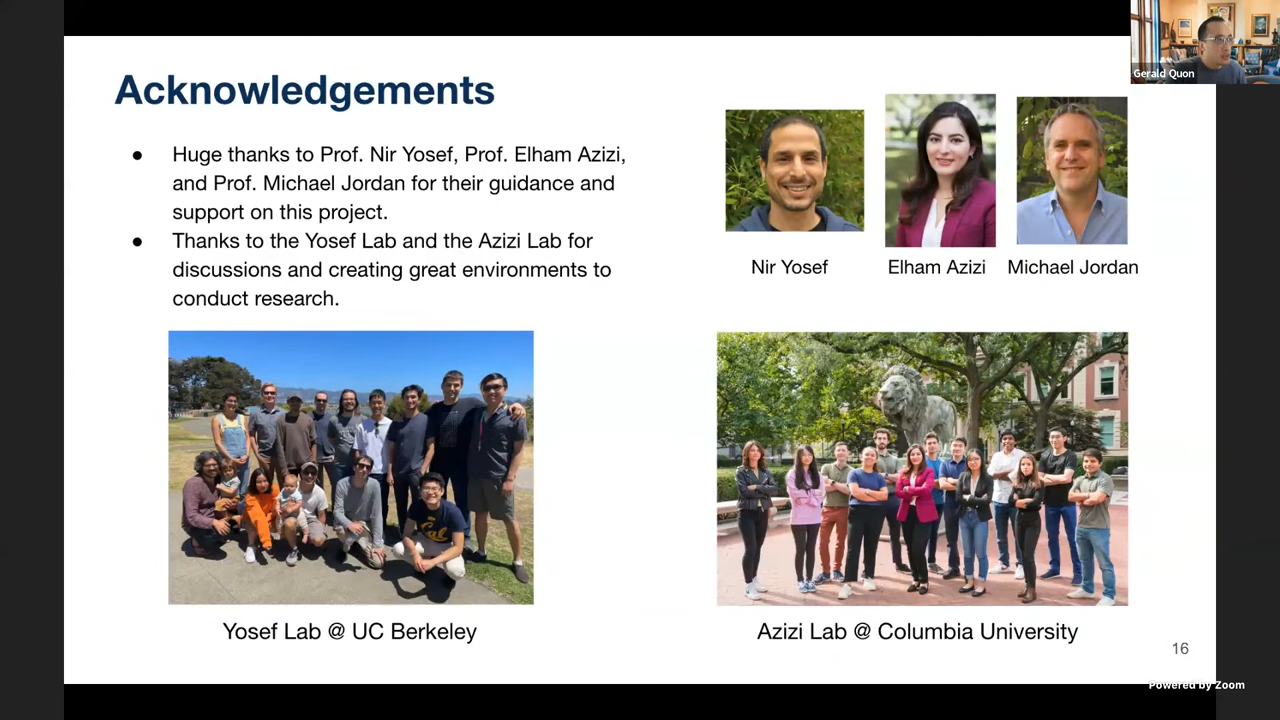 Gerald Quon
Acknowledgements
● Huge thanks to Prof. Nir Yosef, Prof. Elham Azizi,
and Prof. Michael Jordan for their guidance and
support on this project.
● Thanks to the Yosef Lab and the Azizi Lab for
discussions and creating great environments to
conduct research.
Nir Yosef
Elham Azizi
Michael Jordan
Cal
Yosef Lab @ UC Berkeley
Azizi Lab @ Columbia University
16
Powered by Zoom